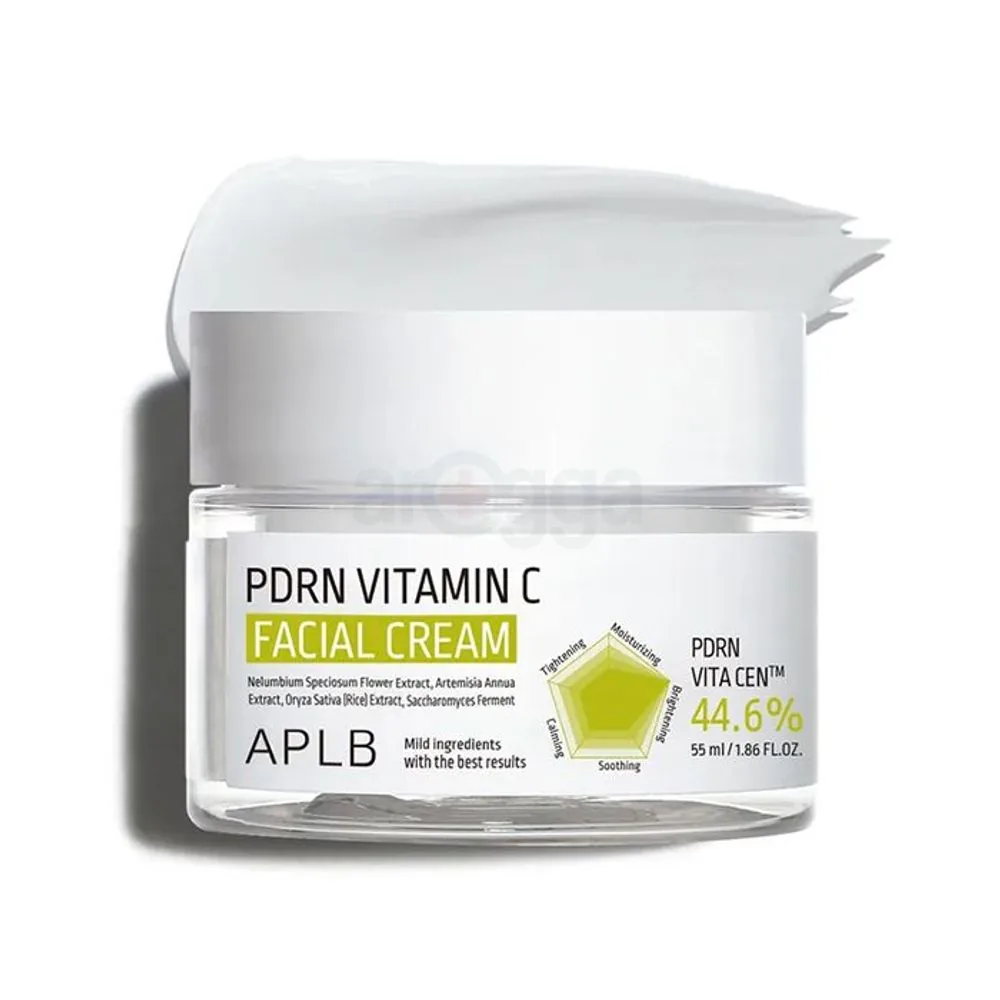 arogga
PDRN VITAMIN C
FACIAL CREAM
Nelumbium Speciosum Flower Extract, Artemisia Annua
Extract, Oryza Sativa (Rice) Extract, Saccharomyces Ferment
APLB
Mild ingredients
with the best results
Tightening
Moisturizing
Brightening
Soothing
Calming
PDRN
VITA CEN™
44.6%
55 ml / 1.86 FL.OZ.